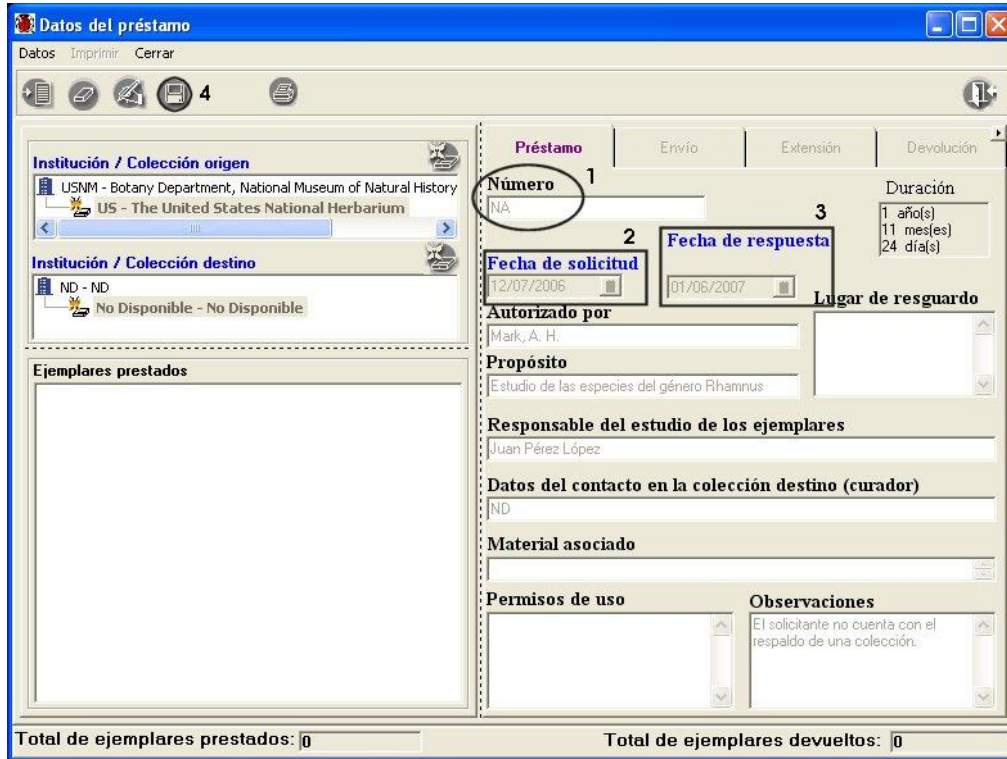 Datos del préstamo
Datos Imprimir Cerrar
4
Institución / Colección origen
USNM - Botany Department, National Museum of Natural History
US - The United States National Herbarium
Institución / Colección destino
ND - ND
No Disponible - No Disponible
Ejemplares prestados
Préstamo Envío Extensión Devolución
Número 1
NA
Duración
1 año(s)
11 mes(es)
24 día(s)
2
Fecha de solicitud
12/07/2006
3
Fecha de respuesta
01/06/2007
Lugar de resguardo
Autorizado por
Mark, A. H.
Propósito
Estudio de las especies del género Rhamnus
Responsable del estudio de los ejemplares
Juan Pérez López
Datos del contacto en la colección destino (curador)
ND
Material asociado
Permisos de uso
Observaciones
El solicitante no cuenta con el
respaldo de una colección.
Total de ejemplares prestados: 0
Total de ejemplares devueltos: 0